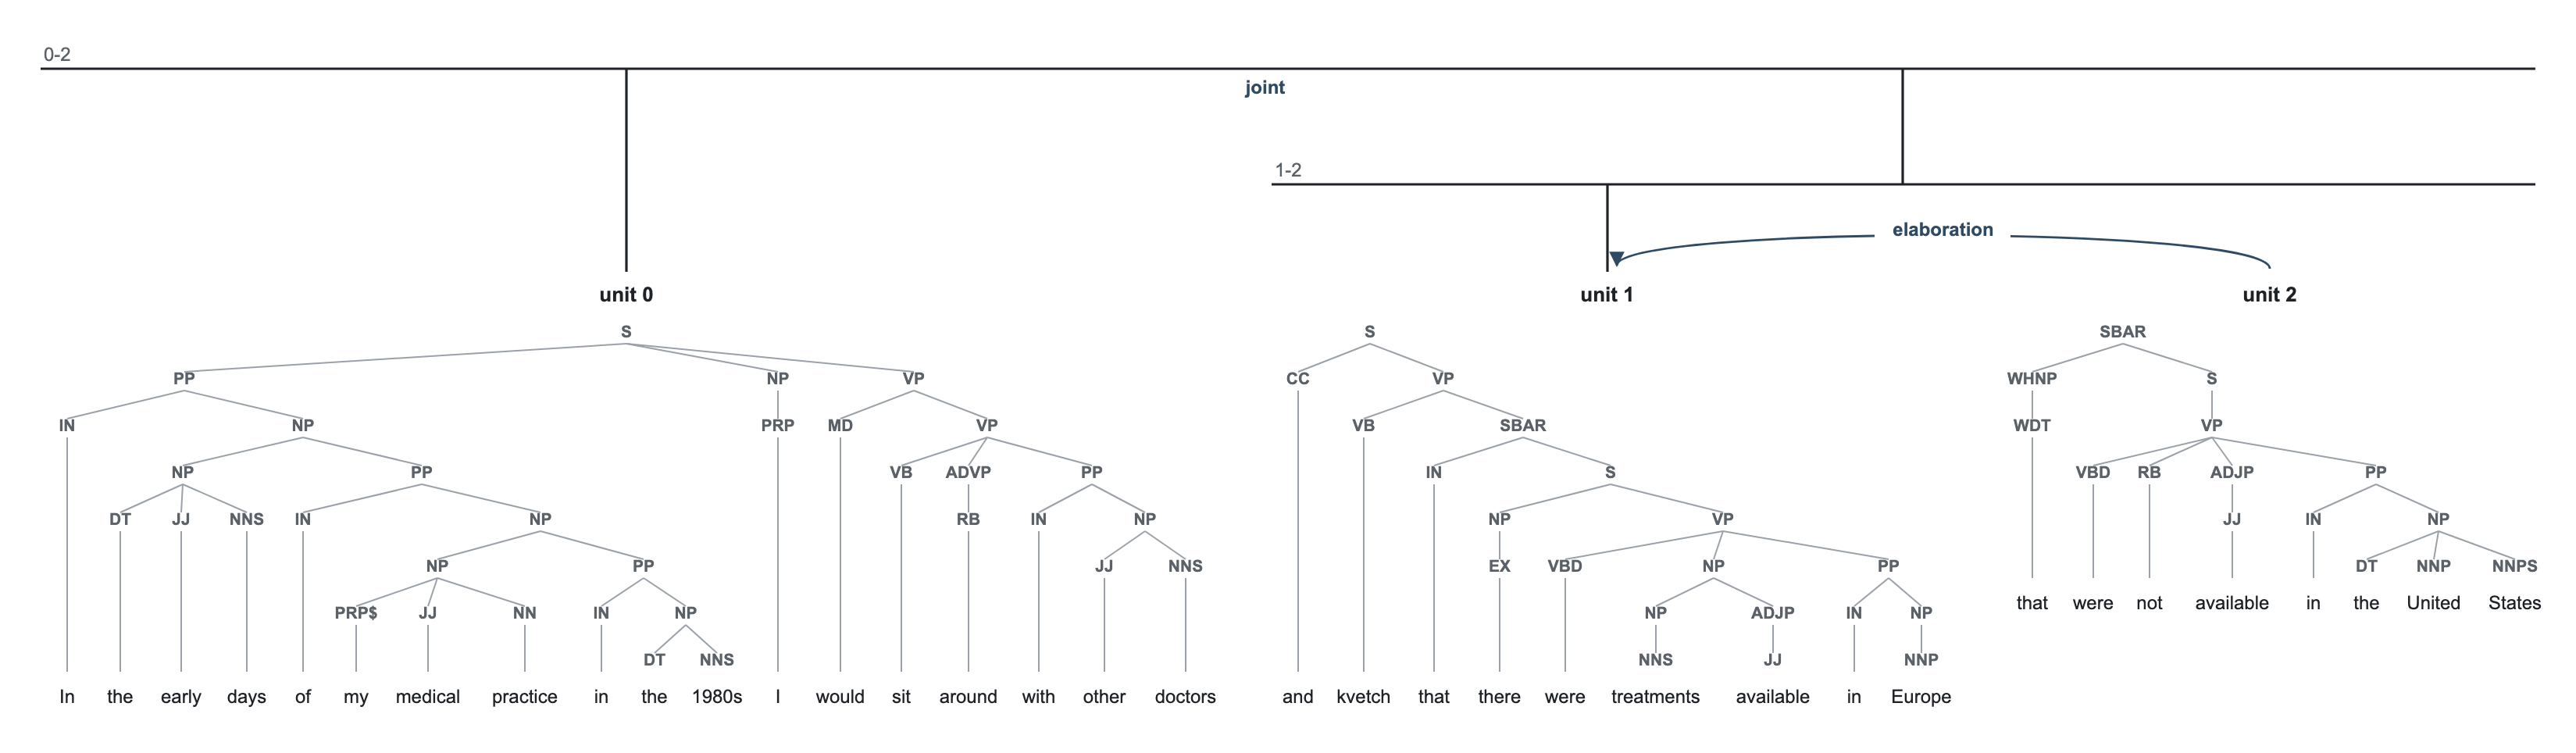 0-2
joint
1-2
elaboration
unit 0 unit 1 unit 2
S S SBAR
PP NP VP CC VP WHNP S
IN NP PRP MD VP VB SBAR WDT VP
NP PP VB ADVP PP IN S VBD RB ADJP PP
DT JJ NNS IN NP RB IN NP NP VP JJ IN NP
NP PP JJ NNS EX VBD NP PP DT NNP NNPS
that were not available in the United States
PRP$ JJ NN IN NP NP ADJP IN NP
DT NNS NNS JJ NNP
In the early days of my medical practice in the 1980s I would sit around with other doctors and kvetch that there were treatments available in Europe